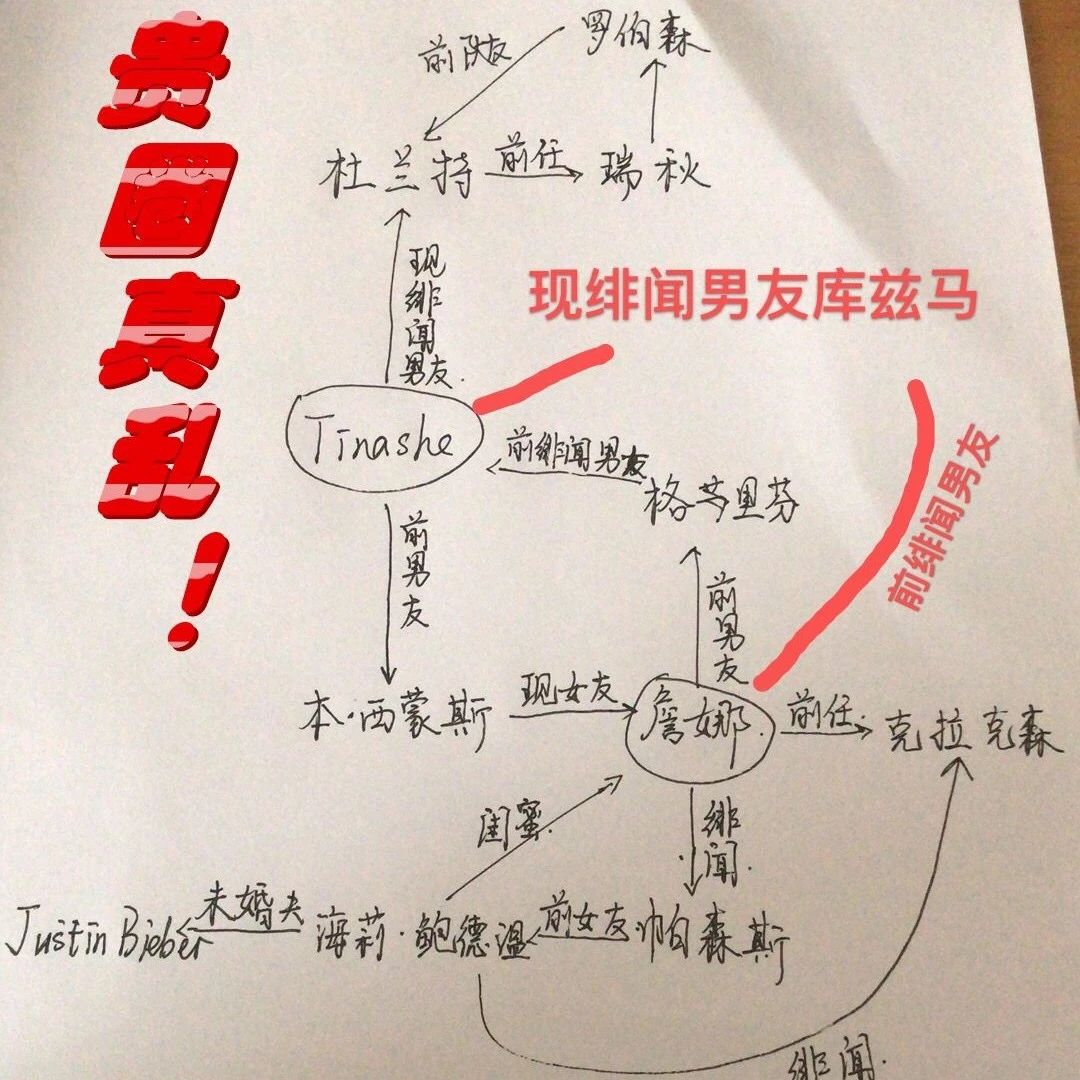 贵圈真乱！
罗伯森
前队友
杜兰特
前任
瑞秋
现绯闻男友
现绯闻男友库兹马
Tinashe
前绯闻男友
格里芬
前绯闻男友
前男友
前男友
本·西蒙斯
现女友
詹娜
前任
克拉克森
闺蜜
绯闻
Justin Bieber
未婚夫
海莉·鲍德温
前女友
帕森斯
绯闻